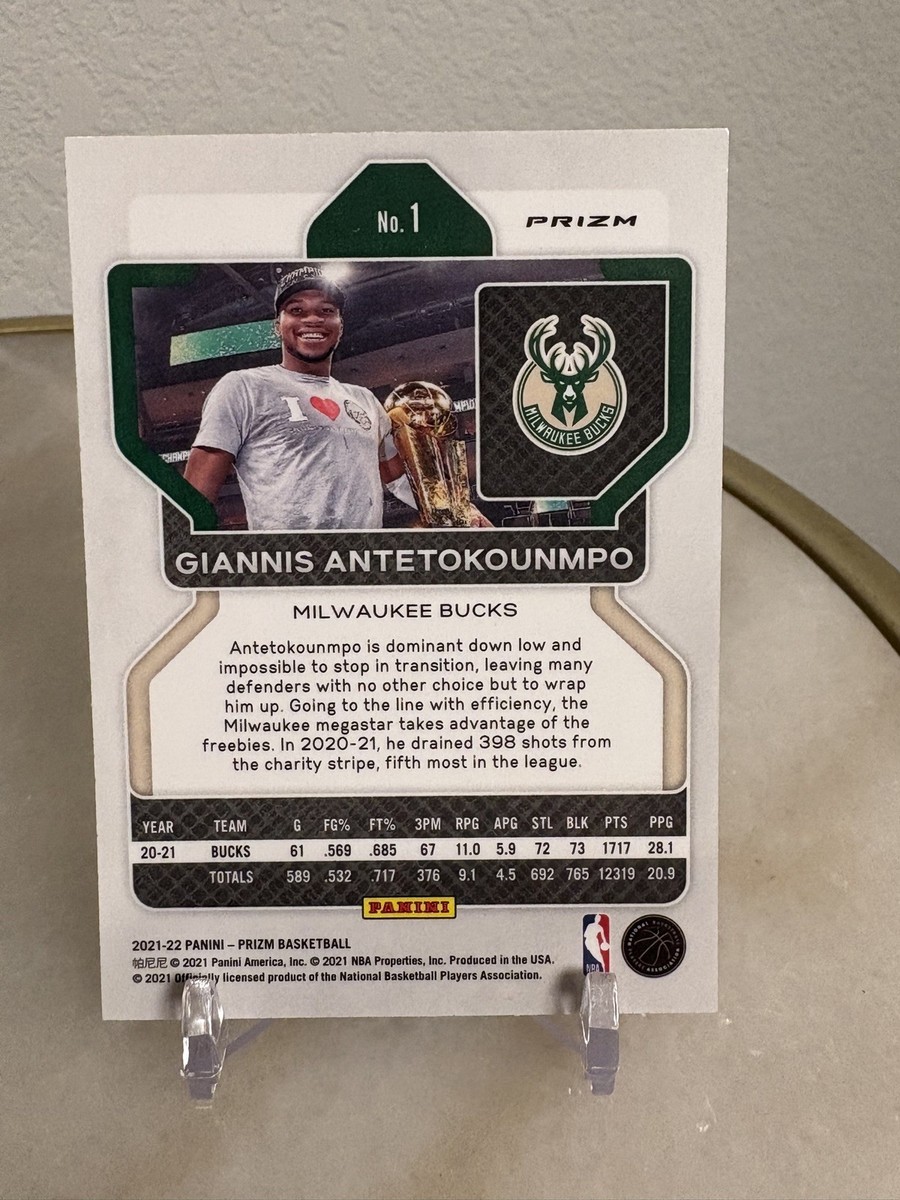 No. 1
PRIZM
I
MILWAUKEE BUCKS
GIANNIS ANTETOKOUNMPO
MILWAUKEE BUCKS
Antetokounmpo is dominant down low and
impossible to stop in transition, leaving many
defenders with no other choice but to wrap
him up. Going to the line with efficiency, the
Milwaukee megastar takes advantage of the
freebies. In 2020-21, he drained 398 shots from
the charity stripe, fifth most in the league.
YEAR TEAM G FG% FT% 3PM RPG APG STL BLK PTS PPG
20-21 BUCKS 61 .569 .685 67 11.0 5.9 72 73 1717 28.1
TOTALS 589 .532 .717 376 9.1 4.5 692 765 12319 20.9
PANINI
2021-22 PANINI – PRIZM BASKETBALL
帕尼尼 © 2021 Panini America, Inc. © 2021 NBA Properties, Inc. Produced in the USA.
© 2021 Officially licensed product of the National Basketball Players Association.
NBA
NATIONAL BASKETBALL
PLAYERS ASSOCIATION